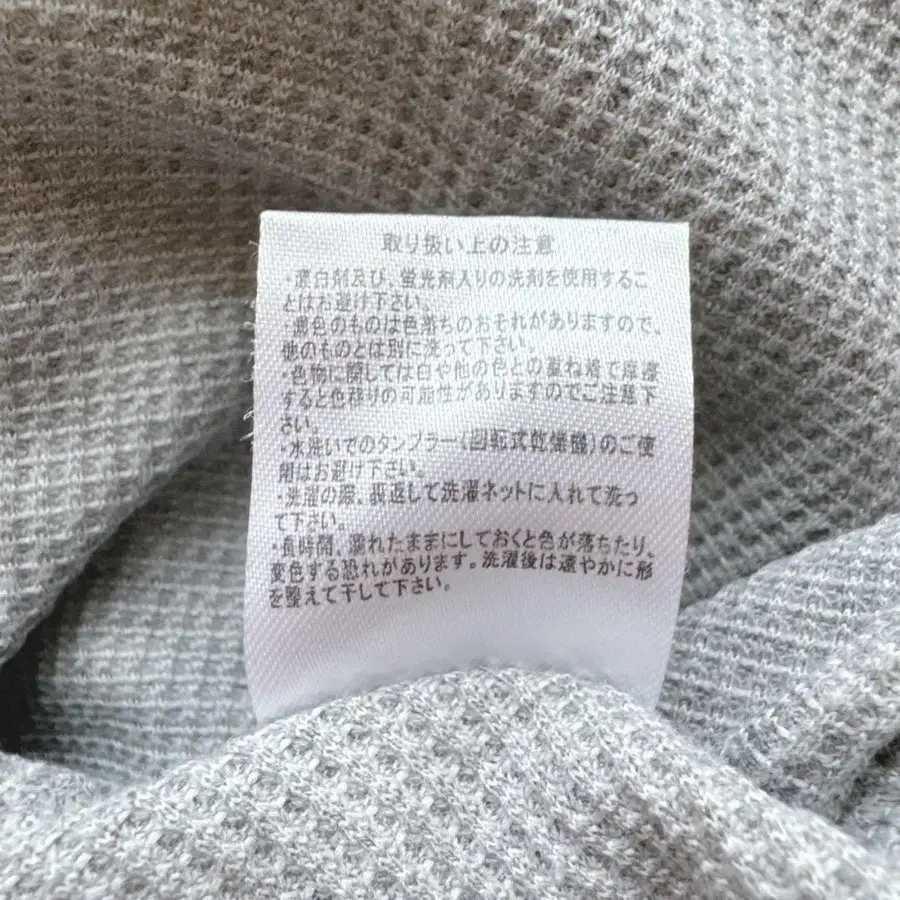 取り扱い上の注意
・漂白剤及び、蛍光剤入りの洗剤を使用するこ
とはお避け下さい。
・濃色のものは色落ちのおそれがありますので、
他のものとは別に洗って下さい。
・色物に関しては白や他の色との重ね着で摩擦
すると色移りの可能性がありますのでご注意下
さい。
・水洗いでのタンブラー(回転式乾燥機)のご使
用はお避け下さい。
・洗濯の際、裏返して洗濯ネットに入れて洗っ
て下さい。
・長時間、濡れたままにしておくと色が落ちたり、
変色する恐れがあります。洗濯後は速やかに形
を整えて干して下さい。